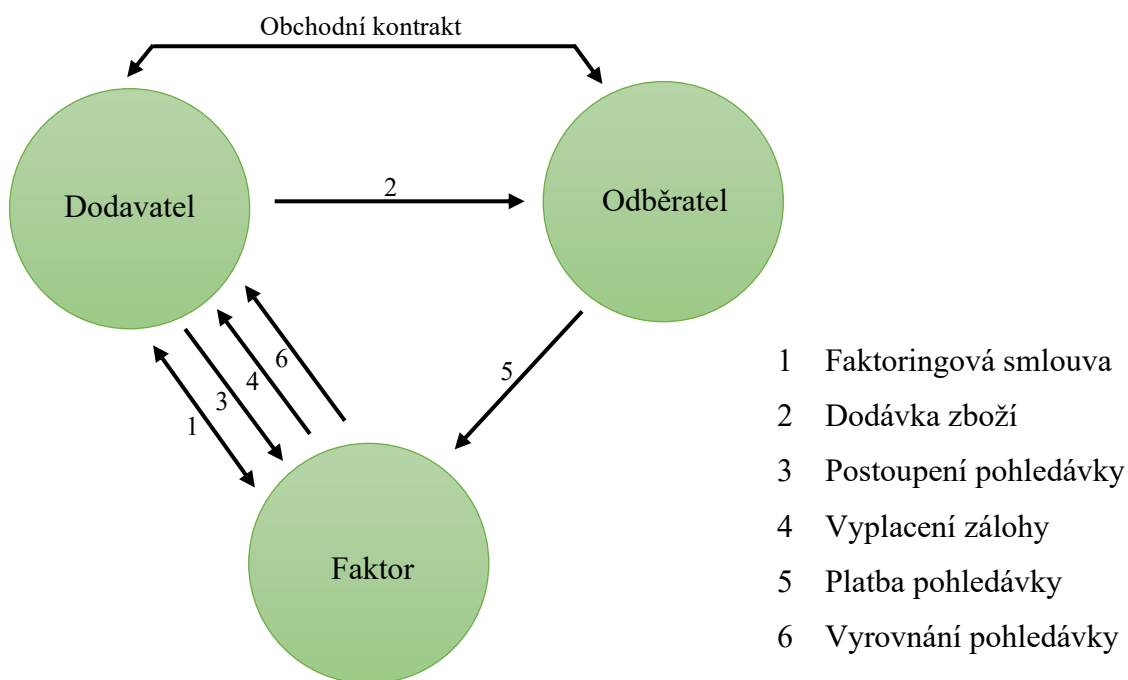 Obchodní kontrakt
Dodavatel
2
Odběratel
1
3
4
6
5
Faktor
1 Faktoringová smlouva
2 Dodávka zboží
3 Postoupení pohledávky
4 Vyplacení zálohy
5 Platba pohledávky
6 Vyrovnání pohledávky